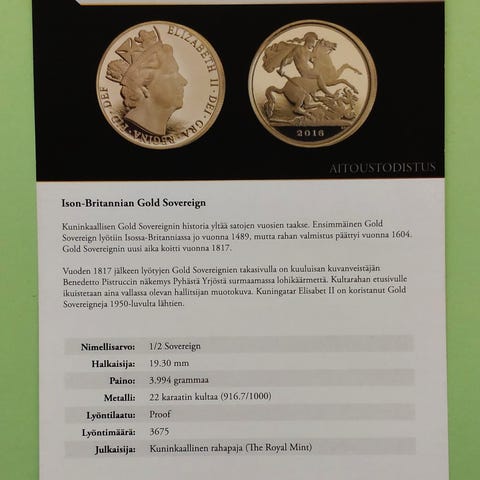 ELIZABETH II · DEI · GRA · REGINA · FID · DEF
2016
AITOUSTODISTUS
Ison-Britannian Gold Sovereign
Kuninkaallisen Gold Sovereignin historia yltää satojen vuosien taakse. Ensimmäinen Gold
Sovereign lyötiin Isossa-Britanniassa jo vuonna 1489, mutta rahan valmistus päättyi vuonna 1604.
Gold Sovereignin uusi aika koitti vuonna 1817.
Vuoden 1817 jälkeen lyötyjen Gold Sovereignien takasivulla on kuuluisan kuvanveistäjän
Benedetto Pistruccin näkemys Pyhästä Yrjöstä surmaamassa lohikäärmettä. Kultarahan etusivulle
ikuistetaan aina vallassa olevan hallitsijan muotokuva. Kuningatar Elisabet II on koristanut Gold
Sovereigneja 1950-luvulta lähtien.
Nimellisarvo: 1/2 Sovereign
Halkaisija: 19.30 mm
Paino: 3.994 grammaa
Metalli: 22 karaatin kultaa (916.7/1000)
Lyöntilaatu: Proof
Lyöntimäärä: 3675
Julkaisija: Kuninkaallinen rahapaja (The Royal Mint)